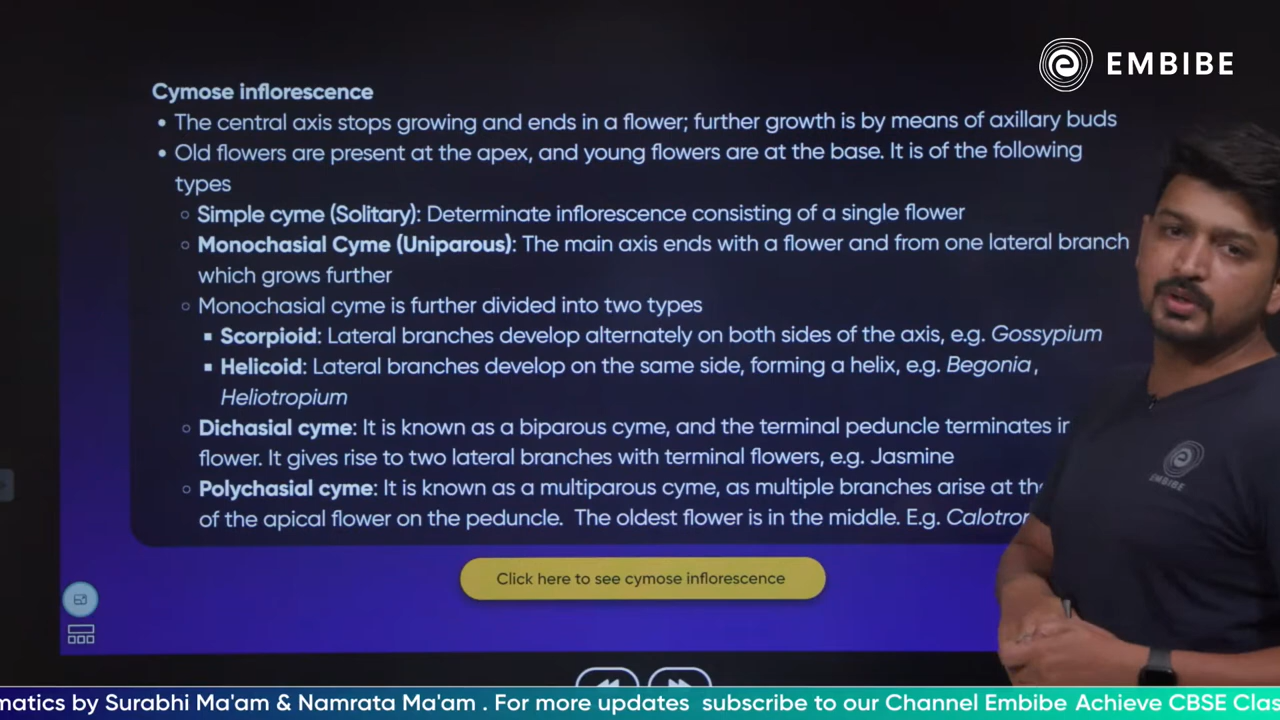 EMBIBE
Cymose inflorescence
• The central axis stops growing and ends in a flower; further growth is by means of axillary buds
• Old flowers are present at the apex, and young flowers are at the base. It is of the following
types
◦ Simple cyme (Solitary): Determinate inflorescence consisting of a single flower
◦ Monochasial Cyme (Uniparous): The main axis ends with a flower and from one lateral branch
which grows further
◦ Monochasial cyme is further divided into two types
▪ Scorpioid: Lateral branches develop alternately on both sides of the axis, e.g. Gossypium
▪ Helicoid: Lateral branches develop on the same side, forming a helix, e.g. Begonia,
Heliotropium
◦ Dichasial cyme: It is known as a biparous cyme, and the terminal peduncle terminates
flower. It gives rise to two lateral branches with terminal flowers, e.g. Jasmine
◦ Polychasial cyme: It is known as a multiparous cyme, as multiple branches arise at
of the apical flower on the peduncle. The oldest flower is in the middle. E.g.
EMBIBE
Click here to see cymose inflorescence
matics by Surabhi Ma'am & Namrata Ma'am . For more updates subscribe to our Channel Embibe Achieve CBSE Clas